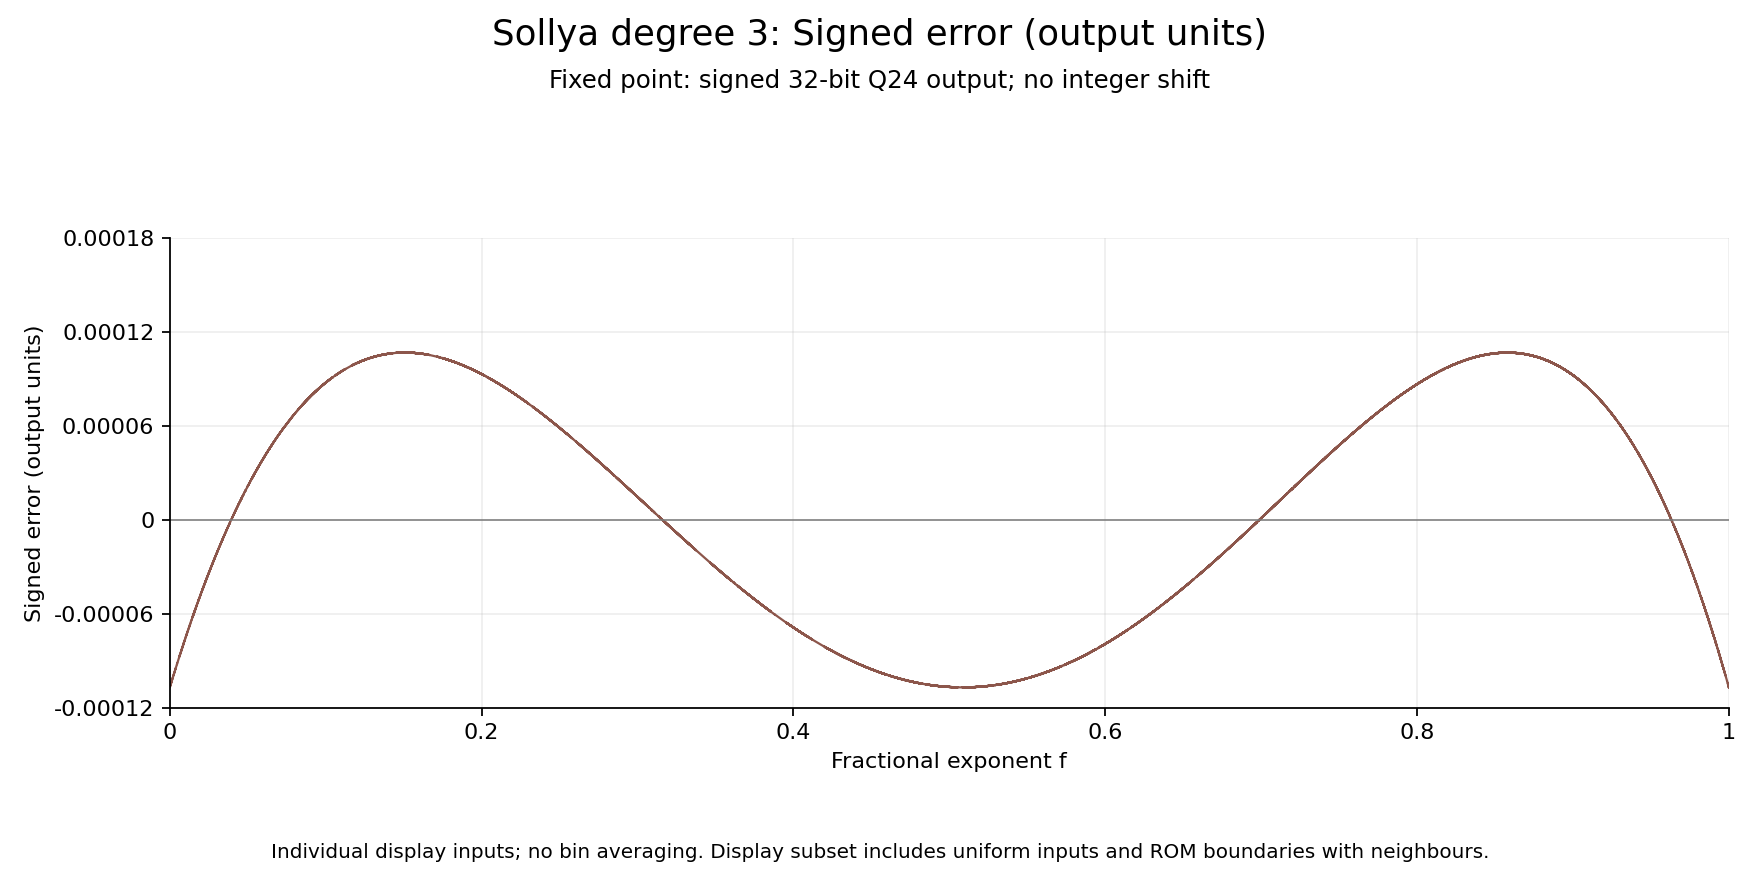 Sollya degree 3: Signed error (output units)
Fixed point: signed 32-bit Q24 output; no integer shift
Signed error (output units)
0.00018
0.00012
0.00006
0
-0.00006
-0.00012
0 0.2 0.4 0.6 0.8 1
Fractional exponent f
Individual display inputs; no bin averaging. Display subset includes uniform inputs and ROM boundaries with neighbours.